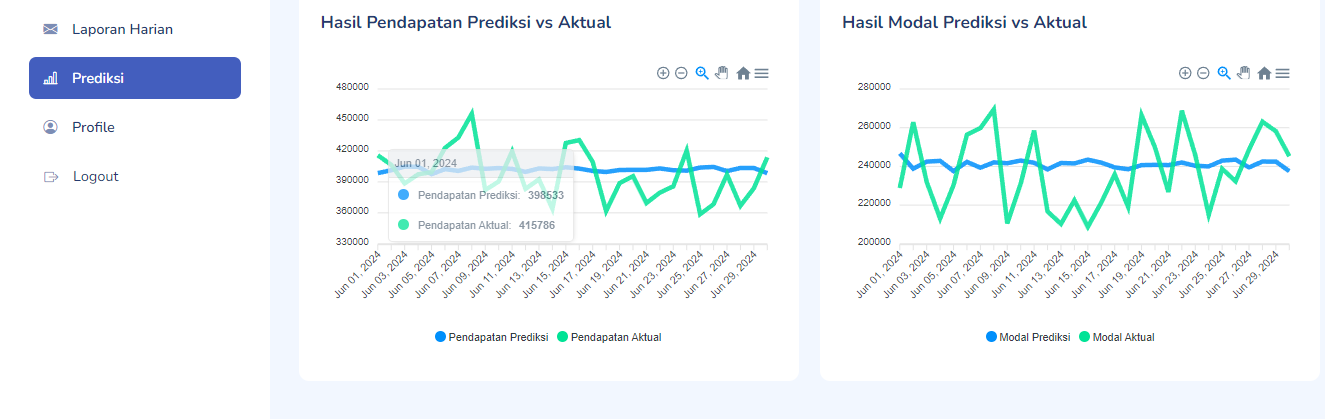 Laporan Harian
Prediksi
Profile
Logout
Hasil Pendapatan Prediksi vs Aktual
480000
450000
420000
390000
360000
330000
Jun 01, 2024
Pendapatan Prediksi: 398533
Pendapatan Aktual: 415786
Jun 01, 2024
Jun 03, 2024
Jun 05, 2024
Jun 07, 2024
Jun 09, 2024
Jun 11, 2024
Jun 13, 2024
Jun 15, 2024
Jun 17, 2024
Jun 19, 2024
Jun 21, 2024
Jun 23, 2024
Jun 25, 2024
Jun 27, 2024
Jun 29, 2024
Pendapatan Prediksi Pendapatan Aktual
Hasil Modal Prediksi vs Aktual
280000
260000
240000
220000
200000
Jun 01, 2024
Jun 03, 2024
Jun 05, 2024
Jun 07, 2024
Jun 09, 2024
Jun 11, 2024
Jun 13, 2024
Jun 15, 2024
Jun 17, 2024
Jun 19, 2024
Jun 21, 2024
Jun 23, 2024
Jun 25, 2024
Jun 27, 2024
Jun 29, 2024
Modal Prediksi Modal Aktual